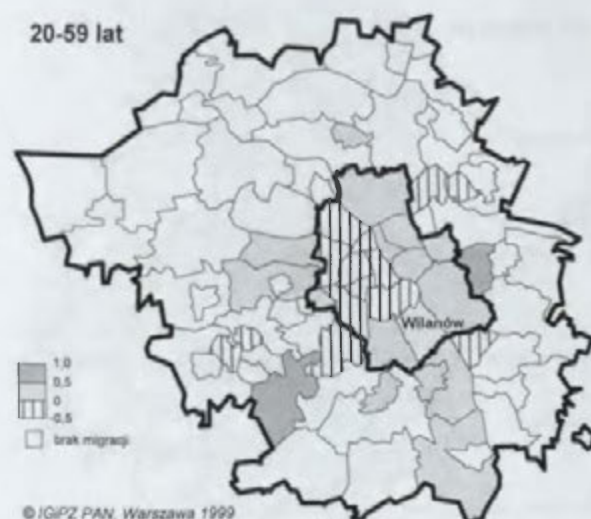 20-59 lat
Wilanów
1,0
0,5
0
-0,5
brak migracji
© IGiPZ PAN, Warszawa 1999